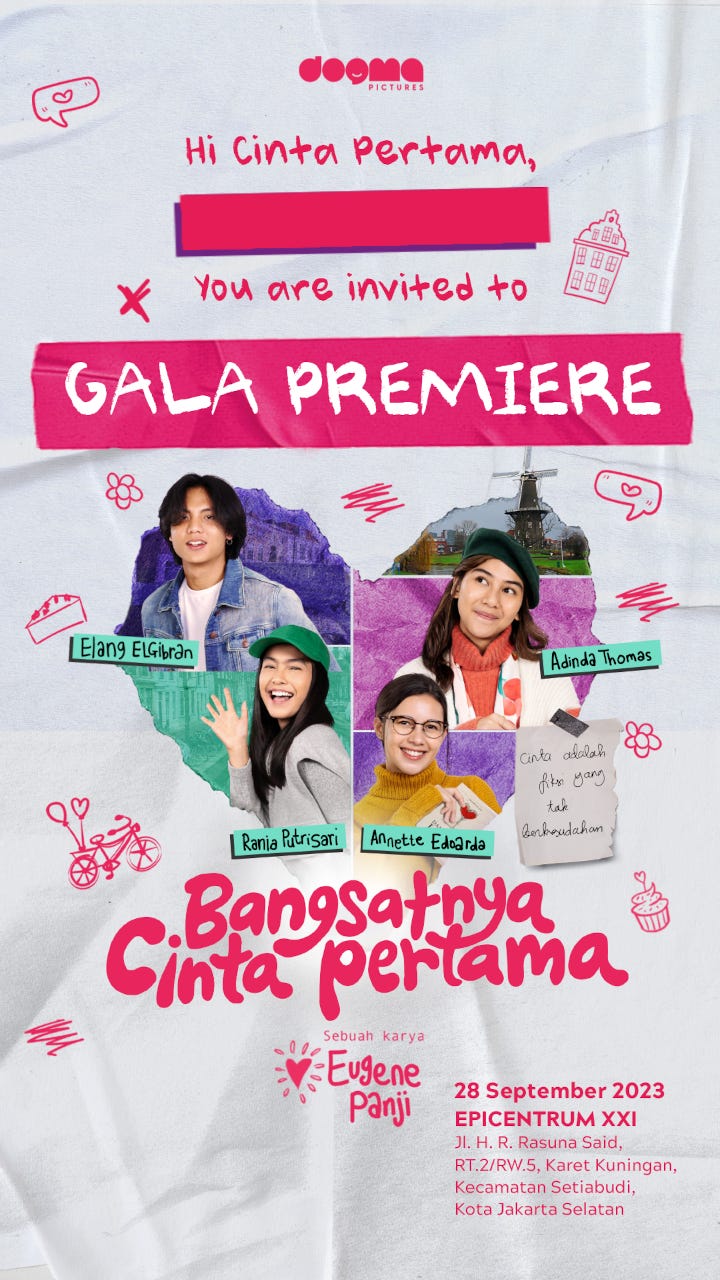 dogma
PICTURES
Hi Cinta Pertama,
You are invited to
GALA PREMIERE
Elang ELGibran
Adinda Thomas
Rania Putrisari
Annette Edoarda
Cinta adalah
fiksi yang
tak
berkesudahan
Bangsatnya
Cinta pertama
Sebuah karya
Eugene
Panji
28 September 2023
EPICENTRUM XXI
Jl. H. R. Rasuna Said,
RT.2/RW.5, Karet Kuningan,
Kecamatan Setiabudi,
Kota Jakarta Selatan